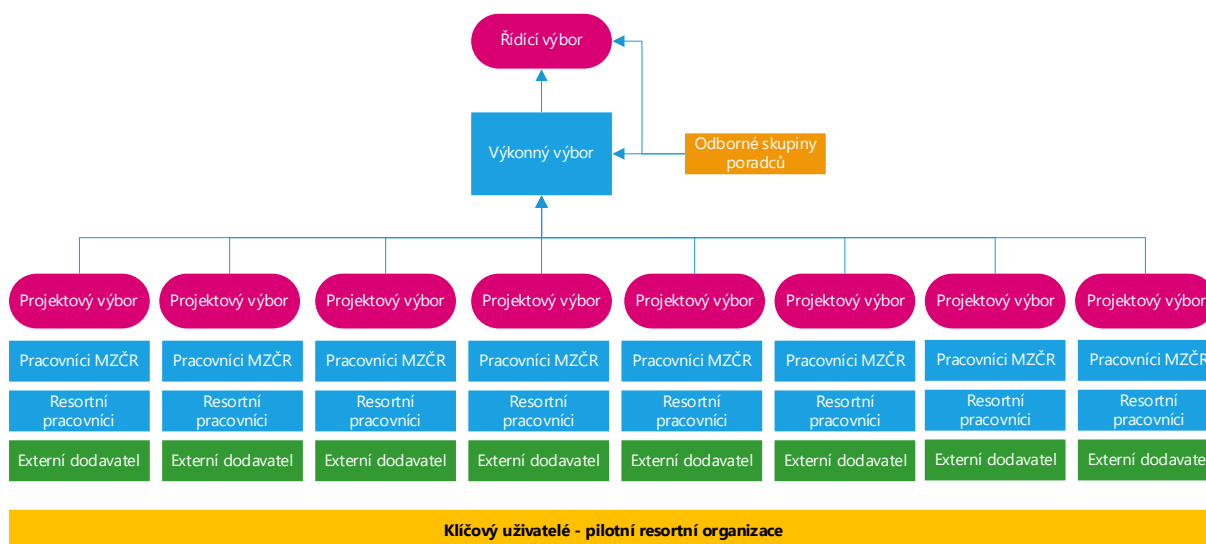 Řídící výbor
Výkonný výbor
Odborné skupiny
poradců
Projektový výbor
Projektový výbor
Projektový výbor
Projektový výbor
Projektový výbor
Projektový výbor
Projektový výbor
Projektový výbor
Pracovníci MZČR
Pracovníci MZČR
Pracovníci MZČR
Pracovníci MZČR
Pracovníci MZČR
Pracovníci MZČR
Pracovníci MZČR
Pracovníci MZČR
Resortní
pracovníci
Resortní
pracovníci
Resortní
pracovníci
Resortní
pracovníci
Resortní
pracovníci
Resortní
pracovníci
Resortní
pracovníci
Resortní
pracovníci
Externí dodavatel
Externí dodavatel
Externí dodavatel
Externí dodavatel
Externí dodavatel
Externí dodavatel
Externí dodavatel
Externí dodavatel
Klíčový uživatelé - pilotní resortní organizace